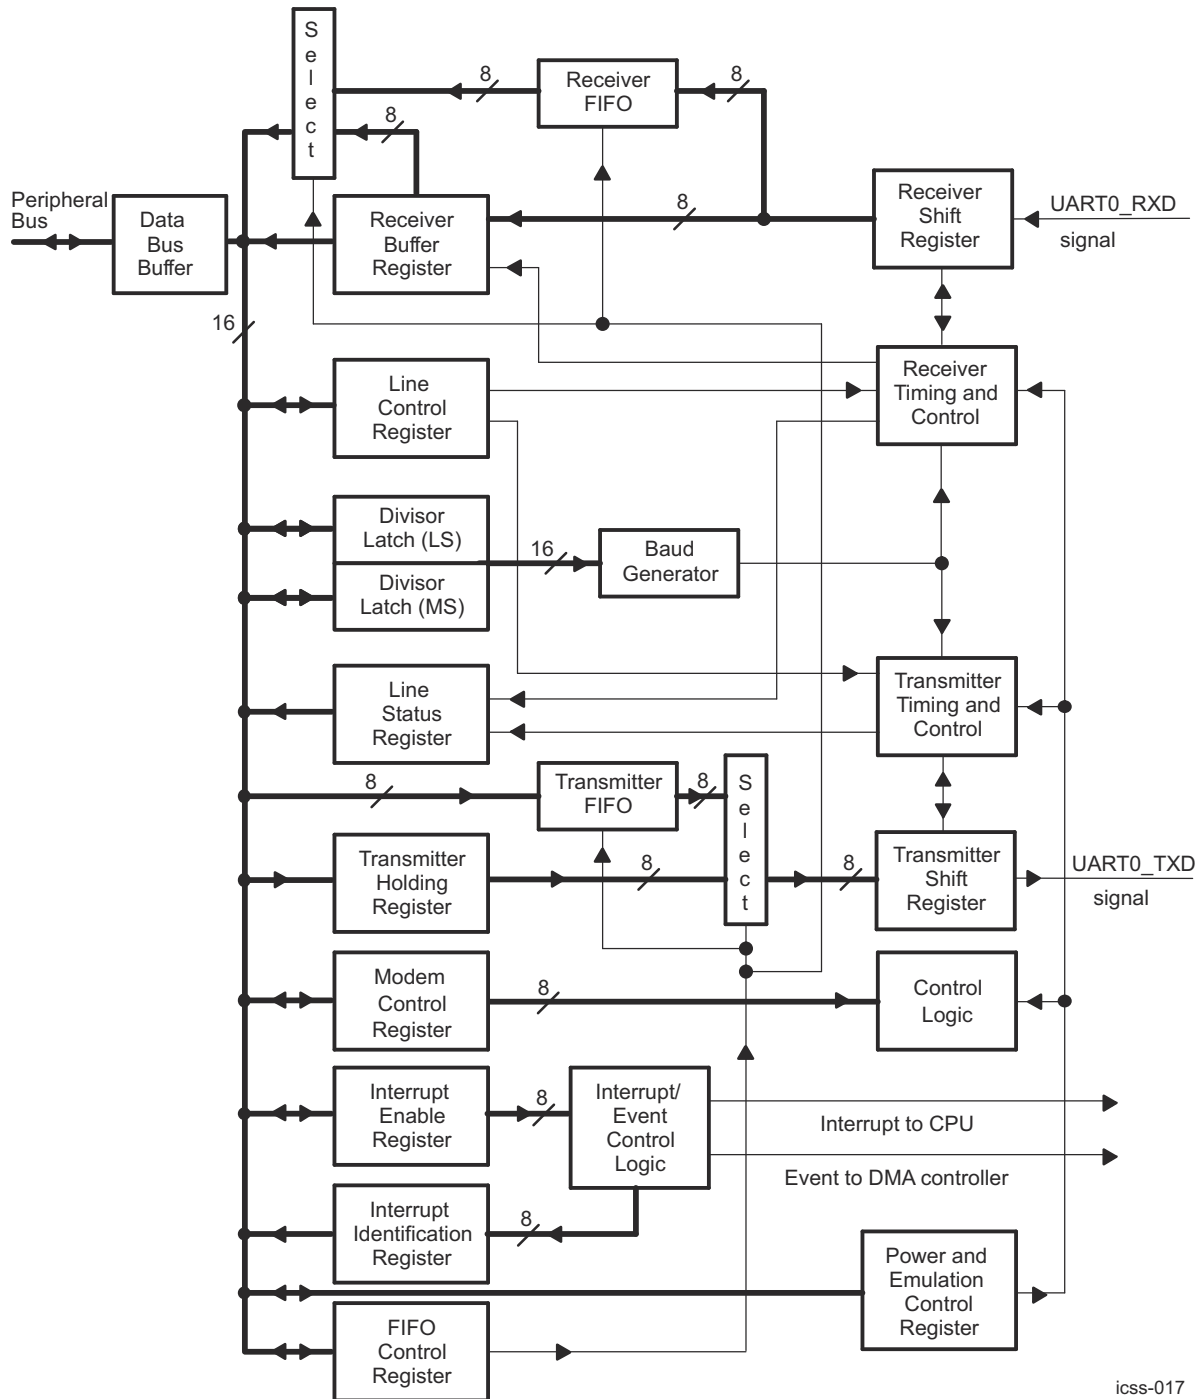 S
e
l
e
c
t
8
Receiver
FIFO
8
8
Peripheral
Bus
Data
Bus
Buffer
Receiver
Buffer
Register
8
Receiver
Shift
Register
UART0_RXD
signal
16
Line
Control
Register
Receiver
Timing and
Control
Divisor
Latch (LS)
Divisor
Latch (MS)
16
Baud
Generator
Line
Status
Register
Transmitter
Timing and
Control
8
Transmitter
FIFO
8
S
e
l
e
c
t
Transmitter
Holding
Register
8
8
Transmitter
Shift
Register
UART0_TXD
signal
Modem
Control
Register
8
Control
Logic
Interrupt
Enable
Register
8
Interrupt/
Event
Control
Logic
Interrupt to CPU
Event to DMA controller
Interrupt
Identification
Register
8
Power and
Emulation
Control
Register
FIFO
Control
Register
icss-017